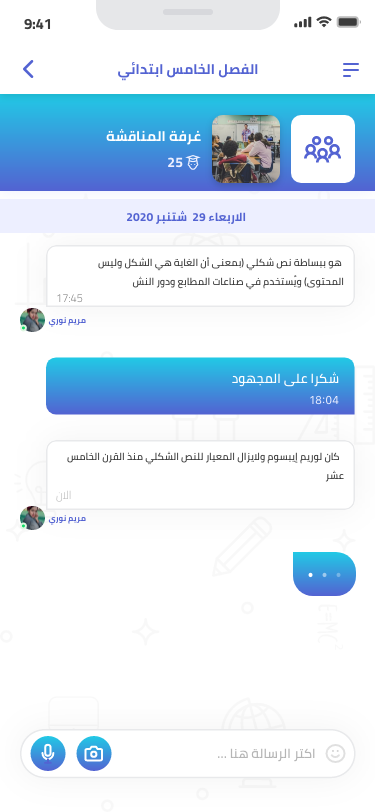 9:41
الفصل الخامس ابتدائي
غرفة المناقشة
25
الاربعاء 29 شتنبر 2020
هو ببساطة نص شكلي (بمعنى أن الغاية هي الشكل وليس
المحتوى) ويُستخدم في صناعات المطابع ودور النش
17:45
مريم نوري
شكرا على المجهود
18:04
كان لوريم إيبسوم ولايزال المعيار للنص الشكلي منذ القرن الخامس
عشر
الآن
مريم نوري
E=MC
اكتر الرسالة هنا ...